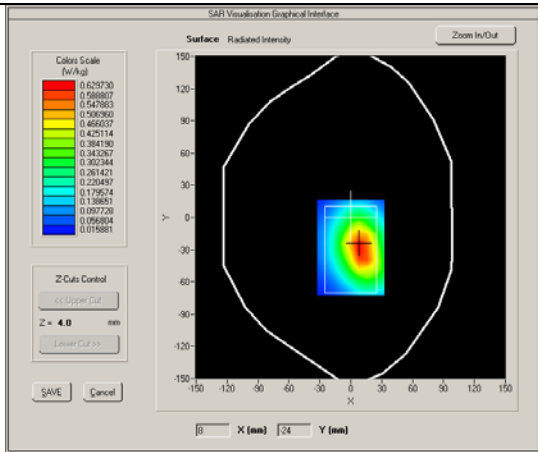 SAR Visualisation Graphical Interface
Surface Radiated Intensity
Zoom In/Out
Colors Scale
(W/kg)
0.629730
0.588807
0.547883
0.506960
0.466037
0.425114
0.384190
0.343267
0.302344
0.261421
0.220497
0.179574
0.138651
0.097728
0.056804
0.015881
150
120
90
60
30
0
-30
-60
-90
-120
-150
Y
-150 -120 -90 -60 -30 0 30 60 90 120 150
X
Z-Cuts Control
<< Upper Cut
Z = 4.0 mm
Lower Cut >>
SAVE Cancel
8 X (mm) -24 Y (mm)